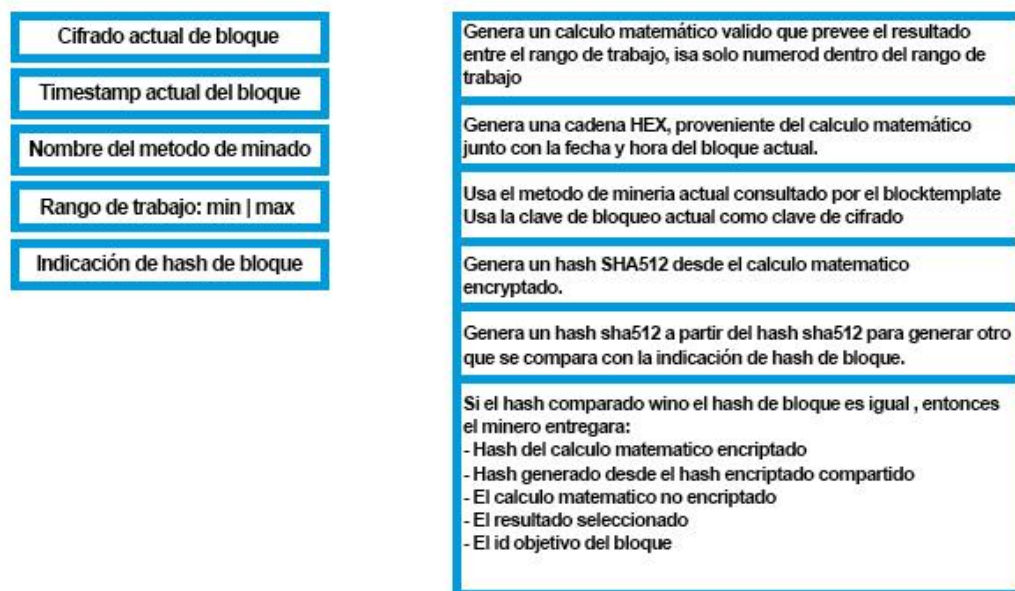 Cifrado actual de bloque
Timestamp actual del bloque
Nombre del metodo de minado
Rango de trabajo: min | max
Indicación de hash de bloque
Genera un calculo matemático valido que prevee el resultado
entre el rango de trabajo, isa solo numerod dentro del rango de
trabajo
Genera una cadena HEX, proveniente del calculo matemático
junto con la fecha y hora del bloque actual.
Usa el metodo de mineria actual consultado por el blocktemplate
Usa la clave de bloqueo actual como clave de cifrado
Genera un hash SHA512 desde el calculo matematico
encryptado.
Genera un hash sha512 a partir del hash sha512 para generar otro
que se compara con la indicación de hash de bloque.
Si el hash comparado wino el hash de bloque es igual , entonces
el minero entregara:
- Hash del calculo matematico encriptado
- Hash generado desde el hash encriptado compartido
- El calculo matematico no encriptado
- El resultado seleccionado
- El id objetivo del bloque